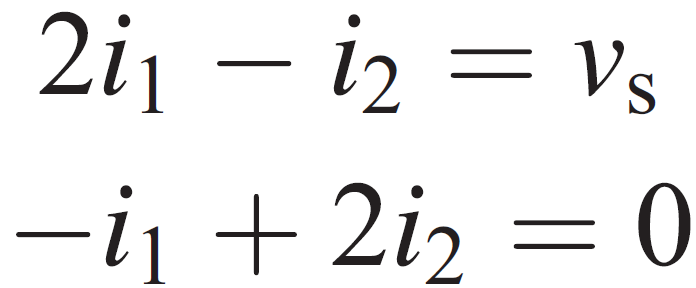 2i₁ − i₂ = vₛ
−i₁ + 2i₂ = 0